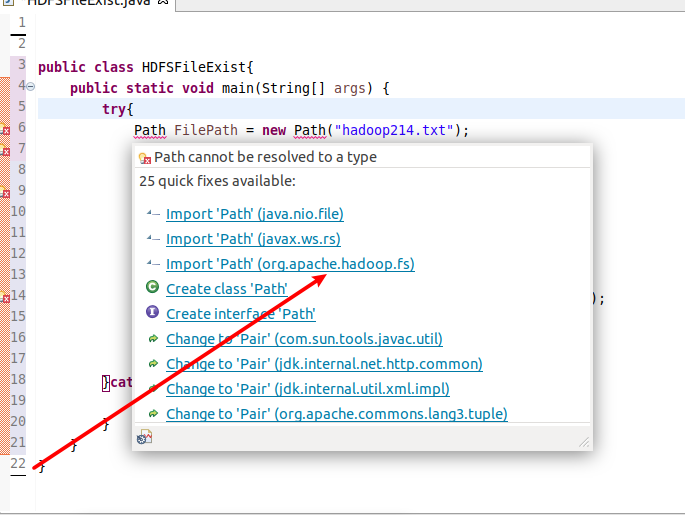 HDFSFileExist.java
1
2
3 public class HDFSFileExist{
4 public static void main(String[] args) {
5 try{
6 Path FilePath = new Path("hadoop214.txt");
7
Path cannot be resolved to a type
8
25 quick fixes available:
9
10 Import 'Path' (java.nio.file)
11 Import 'Path' (javax.ws.rs)
12
13 Import 'Path' (org.apache.hadoop.fs)
14 Create class 'Path' );
15 Create interface 'Path'
16 Change to 'Pair' (com.sun.tools.javac.util)
17 Change to 'Pair' (jdk.internal.net.http.common)
18 }cat
Change to 'Pair' (jdk.internal.util.xml.impl)
19
Change to 'Pair' (org.apache.commons.lang3.tuple)
20 }
21 }
22 }